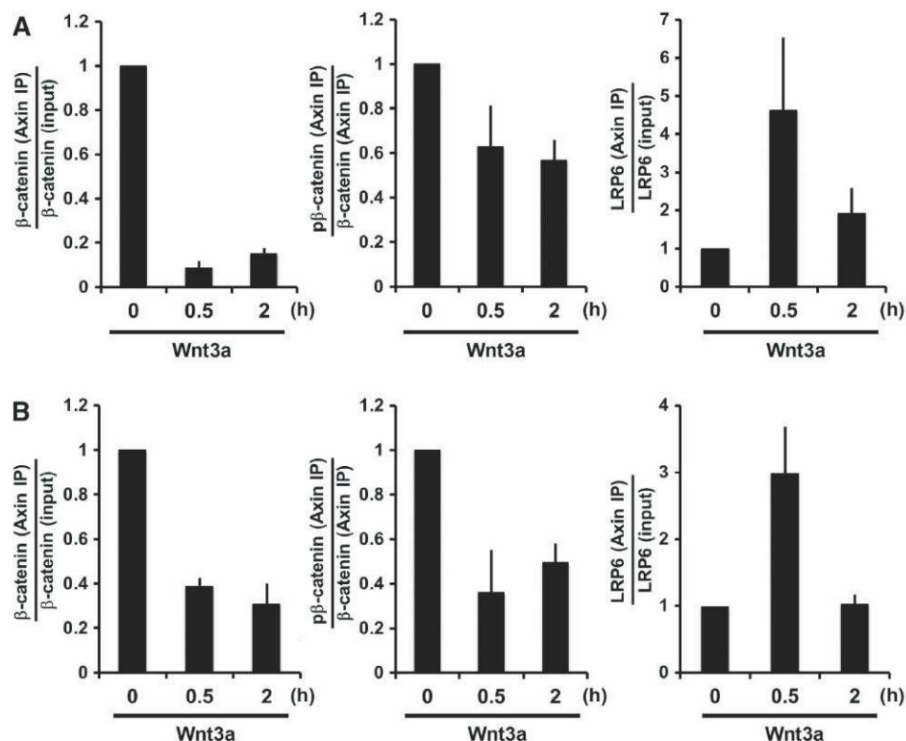 A
β-catenin (Axin IP)
β-catenin (input)
1.2
1
0.8
0.6
0.4
0.2
0
0 0.5 2 (h)
Wnt3a
pβ-catenin (Axin IP)
β-catenin (Axin IP)
1.2
1
0.8
0.6
0.4
0.2
0
0 0.5 2 (h)
Wnt3a
LRP6 (Axin IP)
LRP6 (input)
7
6
5
4
3
2
1
0
0 0.5 2 (h)
Wnt3a
B
β-catenin (Axin IP)
β-catenin (input)
1.2
1
0.8
0.6
0.4
0.2
0
0 0.5 2 (h)
Wnt3a
pβ-catenin (Axin IP)
β-catenin (Axin IP)
1.2
1
0.8
0.6
0.4
0.2
0
0 0.5 2 (h)
Wnt3a
LRP6 (Axin IP)
LRP6 (input)
4
3
2
1
0
0 0.5 2 (h)
Wnt3a